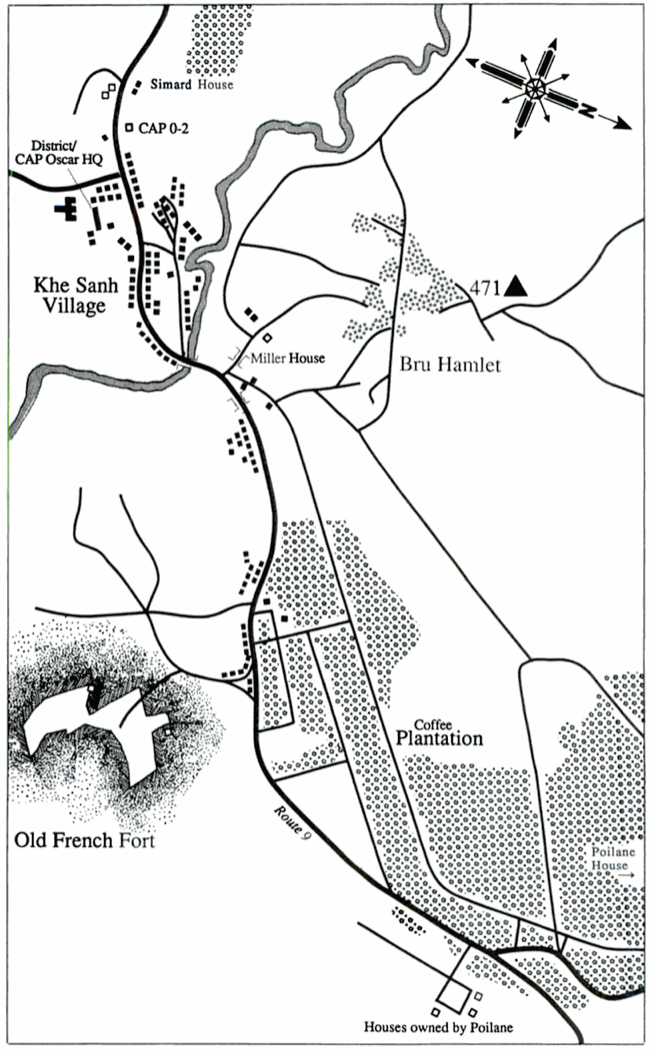 Simard House
N
CAP 0-2
District/
CAP Oscar HQ
Khe Sanh
Village
471
Miller House
Bru Hamlet
Coffee
Plantation
Route 9
Old French Fort
Poilane
House
→
Houses owned by Poilane